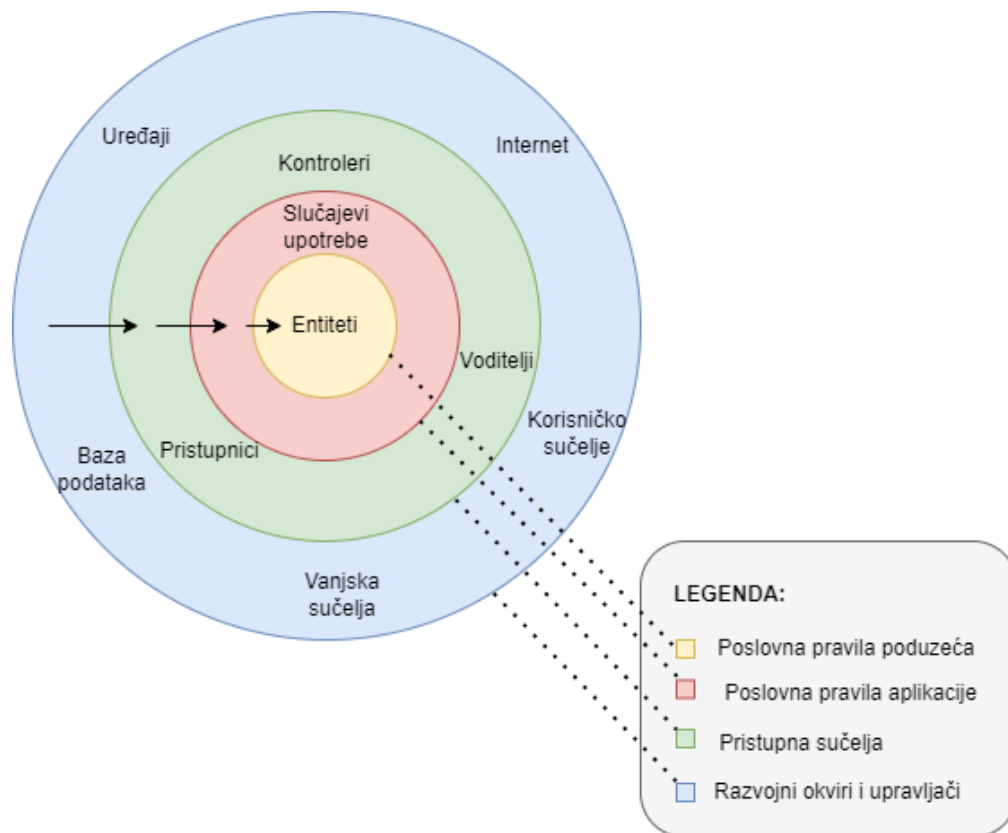 Uređaji
Internet
Kontroleri
Slučajevi
upotrebe
Entiteti
Voditelji
Korisničko
sučelje
Pristupnici
Baza
podataka
Vanjska
sučelja
LEGENDA:
Poslovna pravila poduzeća
Poslovna pravila aplikacije
Pristupna sučelja
Razvojni okviri i upravljači